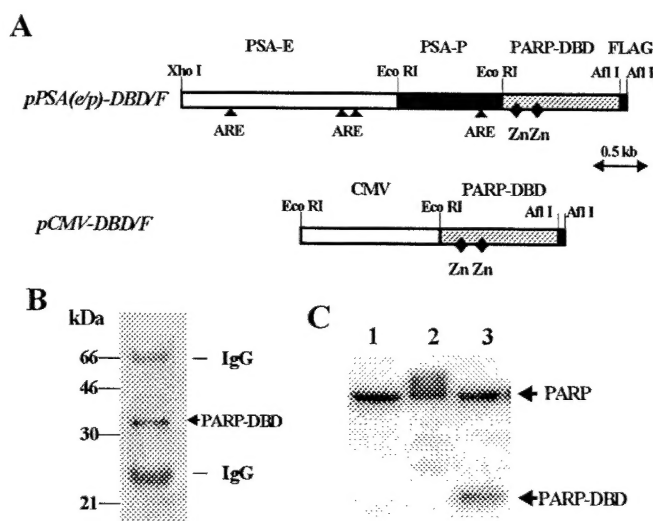 A
PSA-E PSA-P PARP-DBD FLAG
Xho I Eco RI Eco RI Afl I Afl I
pPSA(e/p)-DBD/F
ARE ARE ARE Zn Zn
0.5 kb
CMV PARP-DBD
Eco RI Eco RI Afl I Afl I
pCMV-DBD/F
Zn Zn
B
kDa
66 IgG
46
PARP-DBD
30
IgG
21
C
1 2 3
PARP
PARP-DBD